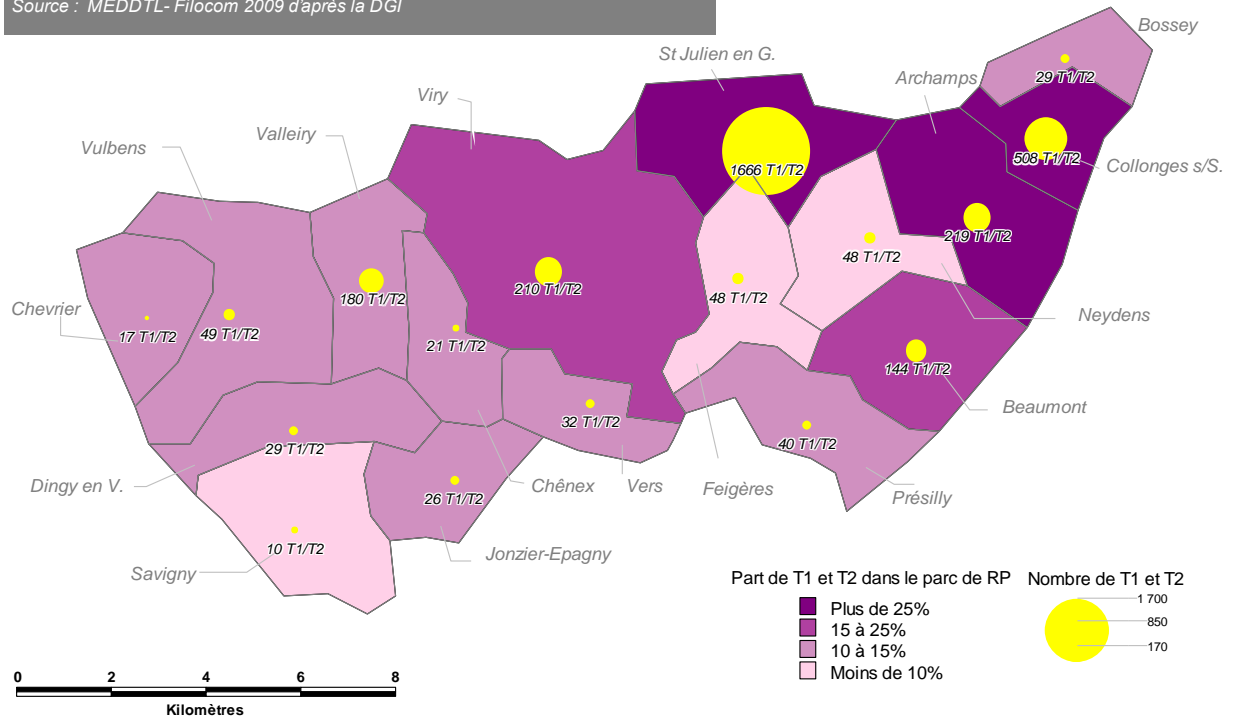 Source : MEDDTL- Filocom 2009 d'après la DGI
Bossey
St Julien en G.
Archamps
29 T1/T2
Viry
Valleiry
Vulbens
508 T1/T2
Collonges s/S.
1666 T1/T2
219 T1/T2
48 T1/T2
210 T1/T2
180 T1/T2
48 T1/T2
Chevrier
17 T1/T2
49 T1/T2
21 T1/T2
Neydens
144 T1/T2
Beaumont
32 T1/T2
29 T1/T2
40 T1/T2
Dingy en V.
26 T1/T2
Chênex
Vers
Feigères
Présilly
10 T1/T2
Jonzier-Epagny
Savigny
Part de T1 et T2 dans le parc de RP
Plus de 25%
15 à 25%
10 à 15%
Moins de 10%
Nombre de T1 et T2
1 700
850
170
0 2 4 6 8
Kilomètres